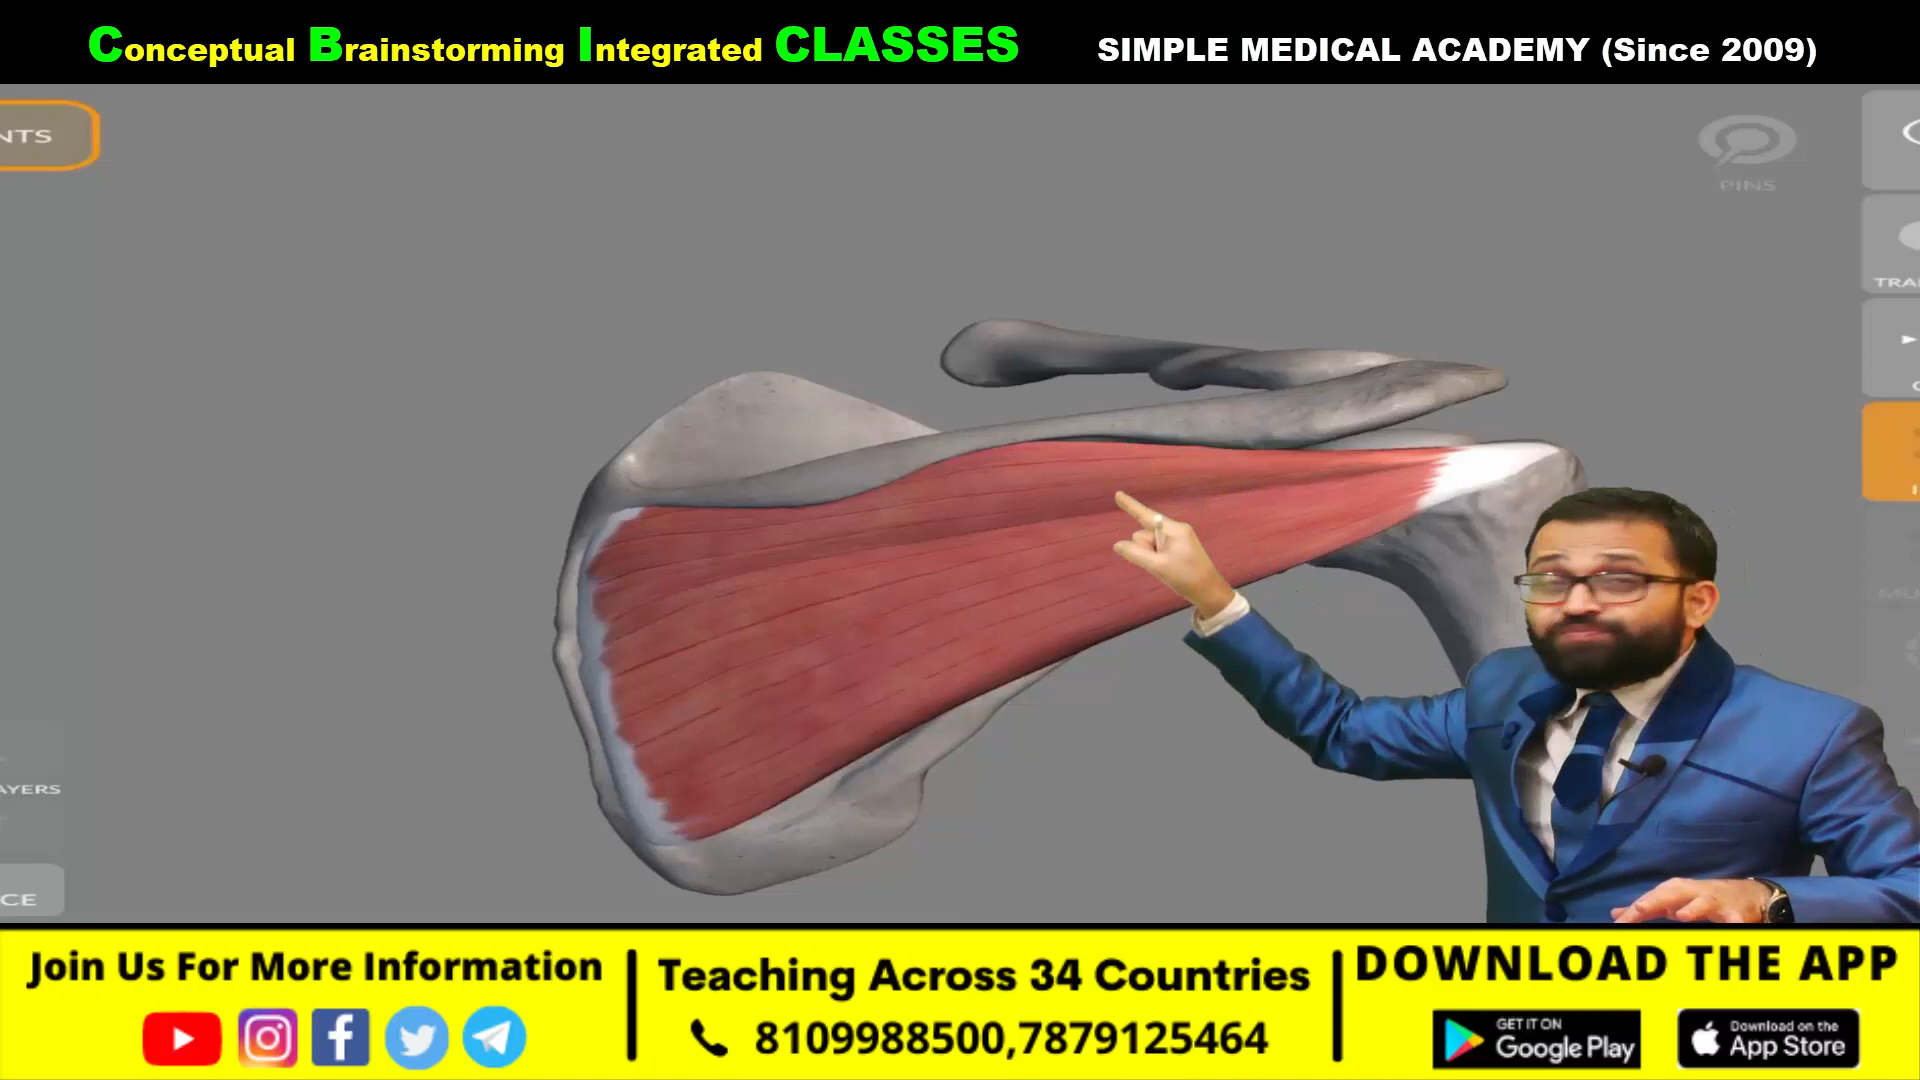 Conceptual Brainstorming Integrated CLASSES
SIMPLE MEDICAL ACADEMY (Since 2009)
NTS
PINS
TRA
AYERS
CE
Join Us For More Information
Teaching Across 34 Countries
8109988500,7879125464
DOWNLOAD THE APP
GET IT ON
Google Play
Download on the
App Store